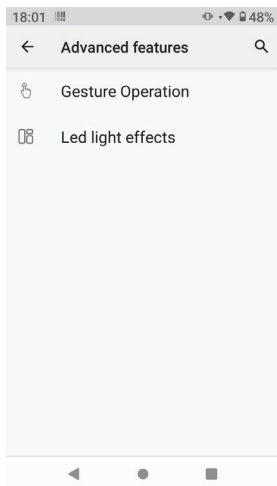 18:01 48%
Advanced features
Gesture Operation
Led light effects